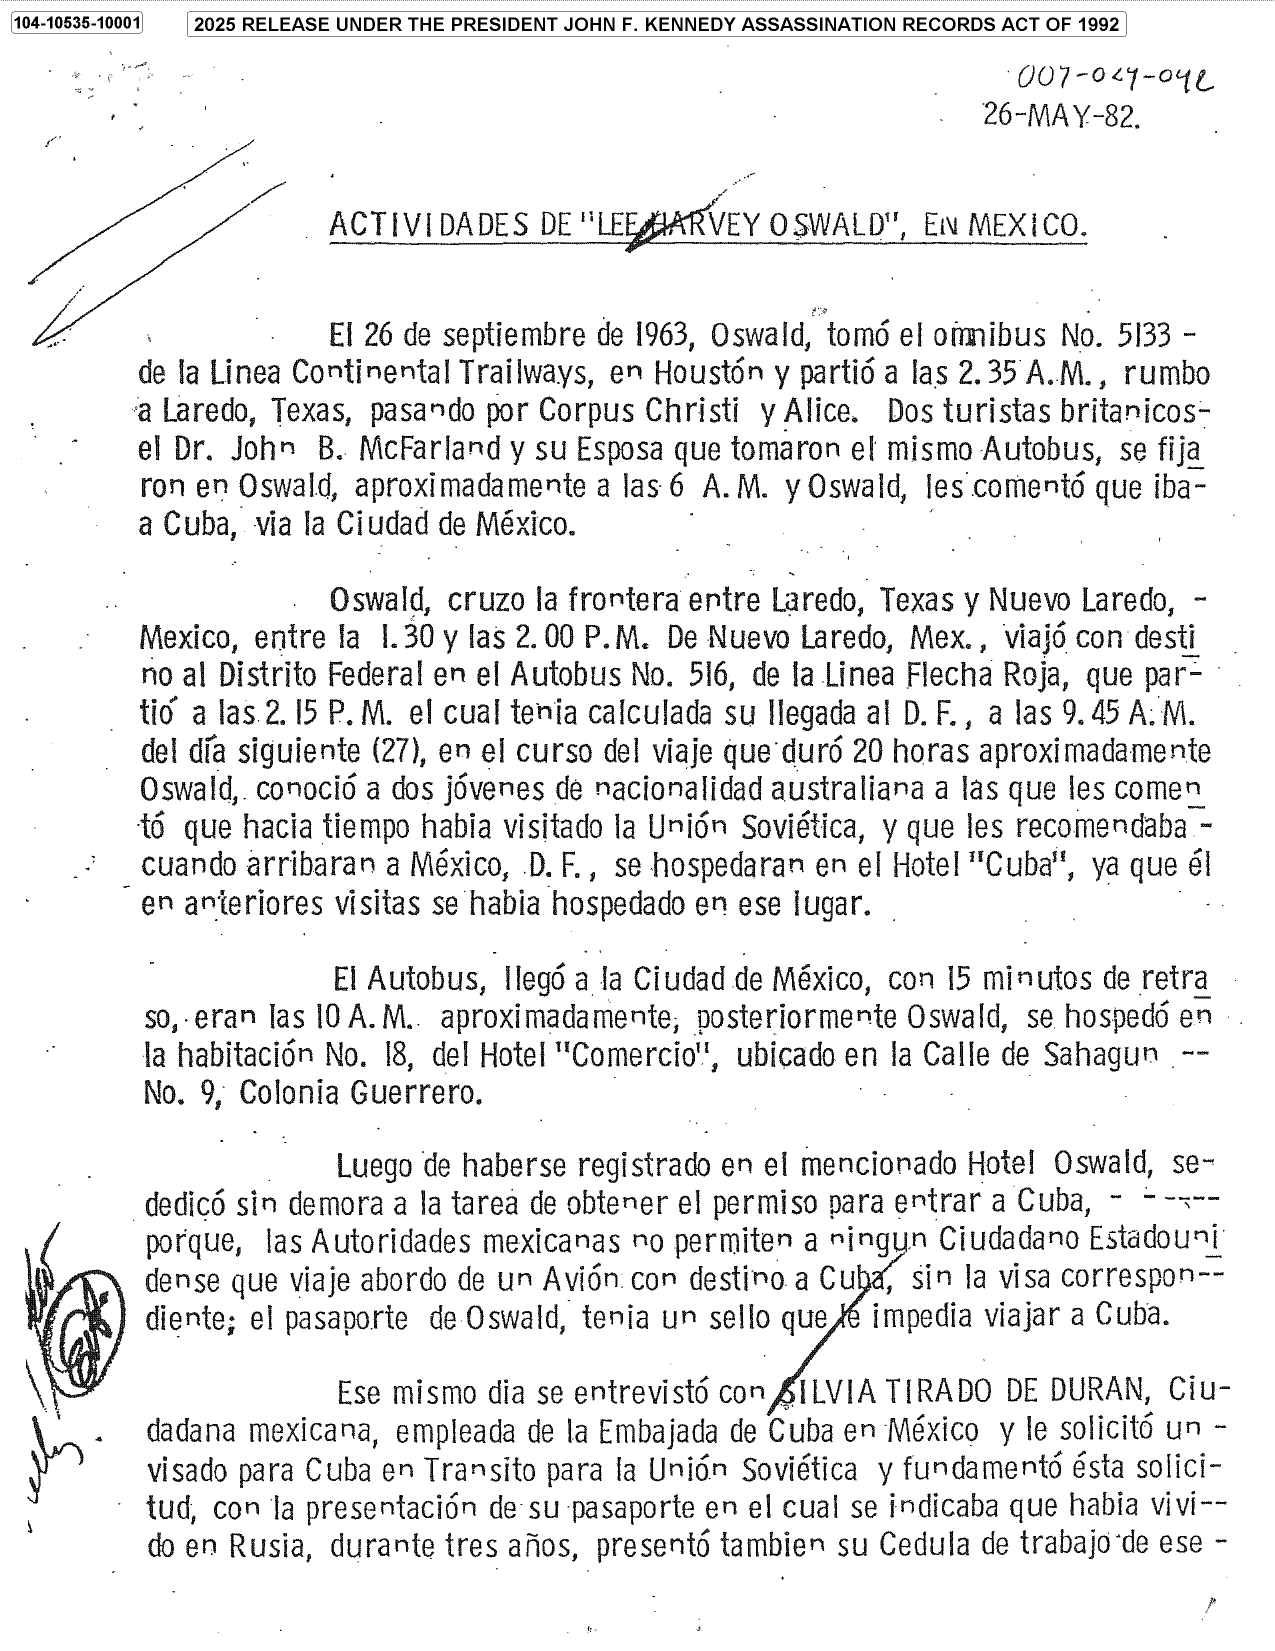 104-10535-10001
2025 RELEASE UNDER THE PRESIDENT JOHN F. KENNEDY ASSASSINATION RECORDS ACT OF 1992
26-MAY-82.
ACTIVIDADES DE "LEE HARVEY OSWALD", EN MEXICO.
El 26 de septiembre de 1963, Oswald, tomó el omnibus No. 5133 -
de la Linea Continental Trailways, en Houstón y partió a las 2.35 A.M., rumbo
a Laredo, Texas, pasando por Corpus Christi y Alice. Dos turistas britanicos-
el Dr. John B. McFarland y su Esposa que tomaron el mismo Autobus, se fija
ron en Oswald, aproximadamente a las 6 A.M. y Oswald, les comentó que iba-
a Cuba, via la Ciudad de México.
Oswald, cruzo la frontera entre Laredo, Texas y Nuevo Laredo, -
Mexico, entre la 1.30 y las 2.00 P.M. De Nuevo Laredo, Mex., viajó con desti
no al Distrito Federal en el Autobus No. 516, de la Linea Flecha Roja, que par-
tió a las 2.15 P.M. el cual tenia calculada su llegada al D.F., a las 9.45 A.M.
del día siguiente (27), en el curso del viaje que duró 20 horas aproximadamente
Oswald, conoció a dos jóvenes de nacionalidad australiana a las que les comen
tó que hacia tiempo habia visitado la Unión Soviética, y que les recomendaba -
cuando arribaran a México, D.F., se hospedaran en el Hotel "Cuba", ya que él
en anteriores visitas se habia hospedado en ese lugar.
El Autobus, llegó a la Ciudad de México, con 15 minutos de retra
so, eran las 10 A.M. aproximadamente, posteriormente Oswald, se hospedó en
la habitación No. 18, del Hotel "Comercio", ubicado en la Calle de Sahagun --
No. 9, Colonia Guerrero.
Luego de haberse registrado en el mencionado Hotel Oswald, se-
dedicó sin demora a la tarea de obtener el permiso para entrar a Cuba, - - ----
porque, las Autoridades mexicanas no permiten a ningun Ciudadano Estadouni
dense que viaje abordo de un Avión con destino a Cuba, sin la visa correspon--
diente; el pasaporte de Oswald, tenia un sello que le impedia viajar a Cuba.
Ese mismo dia se entrevistó con SILVIA TIRADO DE DURAN, Ciu-
dadana mexicana, empleada de la Embajada de Cuba en México y le solicitó un -
visado para Cuba en Transito para la Unión Soviética y fundamentó ésta solici-
tud, con la presentación de su pasaporte en el cual se indicaba que habia vivi--
do en Rusia, durante tres años, presentó tambien su Cedula de trabajo de ese -